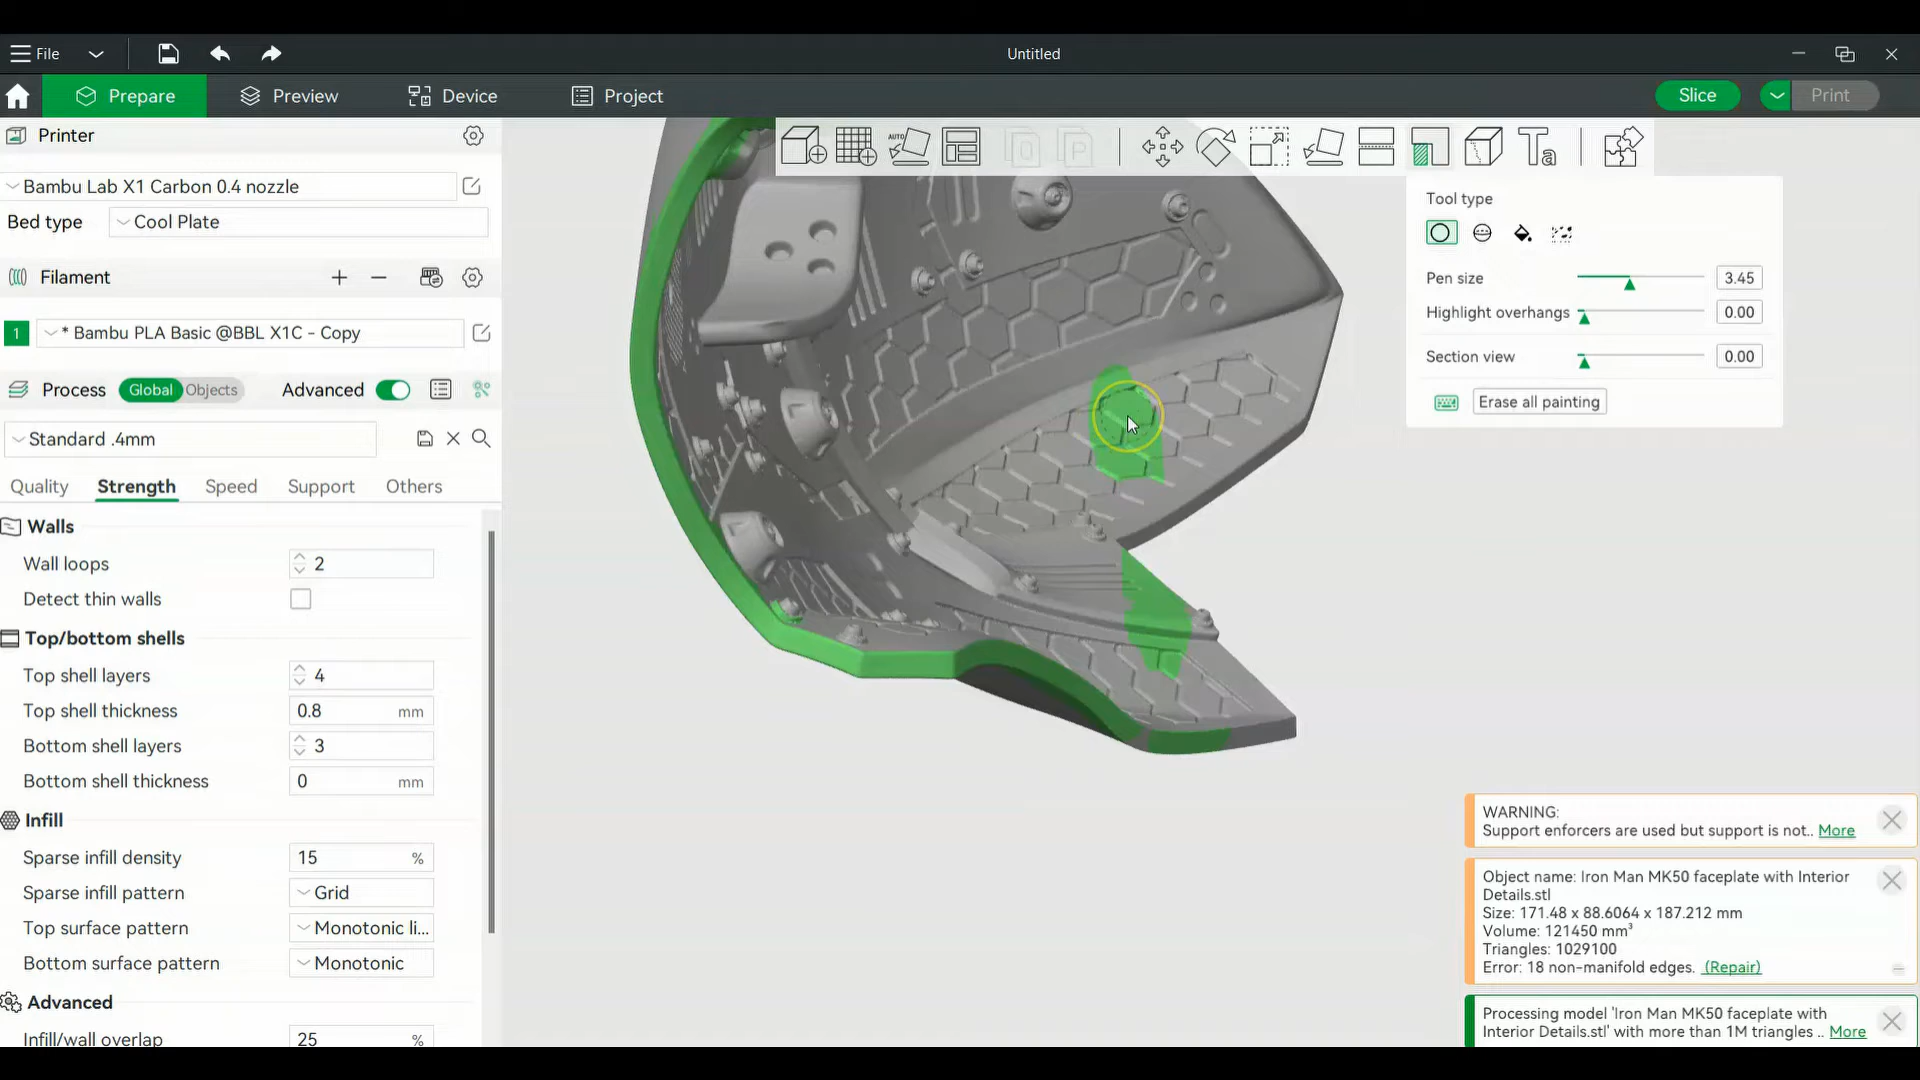 File
Untitled
Prepare
Preview
Device
Project
Slice
Print
Printer
Bambu Lab X1 Carbon 0.4 nozzle
Bed type
Cool Plate
Filament
1
* Bambu PLA Basic @BBL X1C - Copy
Process
Global
Objects
Advanced
Standard .4mm
Quality
Strength
Speed
Support
Others
Walls
Wall loops
2
Detect thin walls
Top/bottom shells
Top shell layers
4
Top shell thickness
0.8 mm
Bottom shell layers
3
Bottom shell thickness
0 mm
Infill
Sparse infill density
15 %
Sparse infill pattern
Grid
Top surface pattern
Monotonic li...
Bottom surface pattern
Monotonic
Advanced
Infill/wall overlap
25 %
AUTO
Tool type
Pen size
3.45
Highlight overhangs
0.00
Section view
0.00
Erase all painting
WARNING:
Support enforcers are used but support is not.. More
Object name: Iron Man MK50 faceplate with Interior
Details.stl
Size: 171.48 x 88.6064 x 187.212 mm
Volume: 121450 mm³
Triangles: 1029100
Error: 18 non-manifold edges. (Repair)
Processing model 'Iron Man MK50 faceplate with
Interior Details.stl' with more than 1M triangles .. More